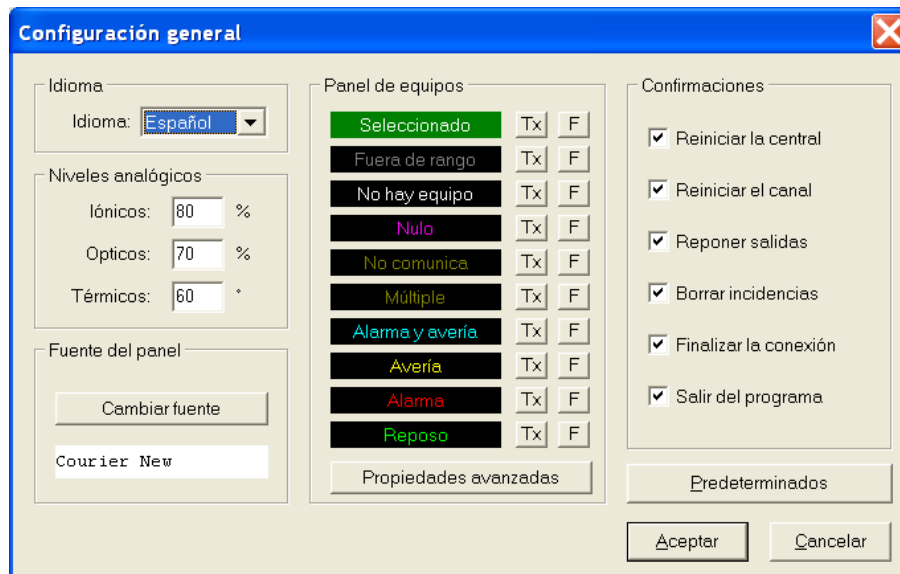 Configuración general
Idioma
Idioma: Español
Niveles analógicos
Iónicos: 80 %
Opticos: 70 %
Térmicos: 60 °
Fuente del panel
Cambiar fuente
Courier New
Panel de equipos
Seleccionado Tx F
Fuera de rango Tx F
No hay equipo Tx F
Nulo Tx F
No comunica Tx F
Múltiple Tx F
Alarma y avería Tx F
Avería Tx F
Alarma Tx F
Reposo Tx F
Propiedades avanzadas
Confirmaciones
Reiniciar la central
Reiniciar el canal
Reponer salidas
Borrar incidencias
Finalizar la conexión
Salir del programa
Predeterminados
Aceptar Cancelar